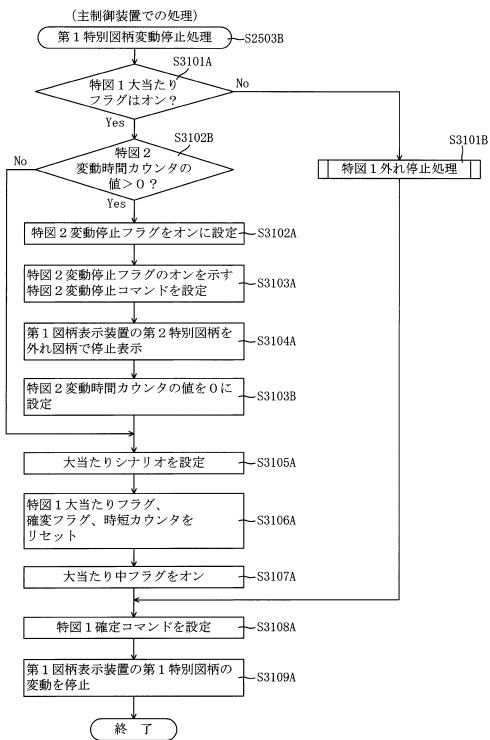 （主制御装置での処理）
第１特別図柄変動停止処理
S2503B
S3101A
特図１大当たり
フラグはオン？
No
Yes
S3102B
特図２
変動時間カウンタの
値＞０？
No
Yes
S3101B
特図１外れ停止処理
特図２変動停止フラグをオンに設定
S3102A
特図２変動停止フラグのオンを示す
特図２変動停止コマンドを設定
S3103A
第１図柄表示装置の第２特別図柄を
外れ図柄で停止表示
S3104A
特図２変動時間カウンタの値を０に
設定
S3103B
大当たりシナリオを設定
S3105A
特図１大当たりフラグ、
確変フラグ、時短カウンタを
リセット
S3106A
大当たり中フラグをオン
S3107A
特図１確定コマンドを設定
S3108A
第１図柄表示装置の第１特別図柄の
変動を停止
S3109A
終　了